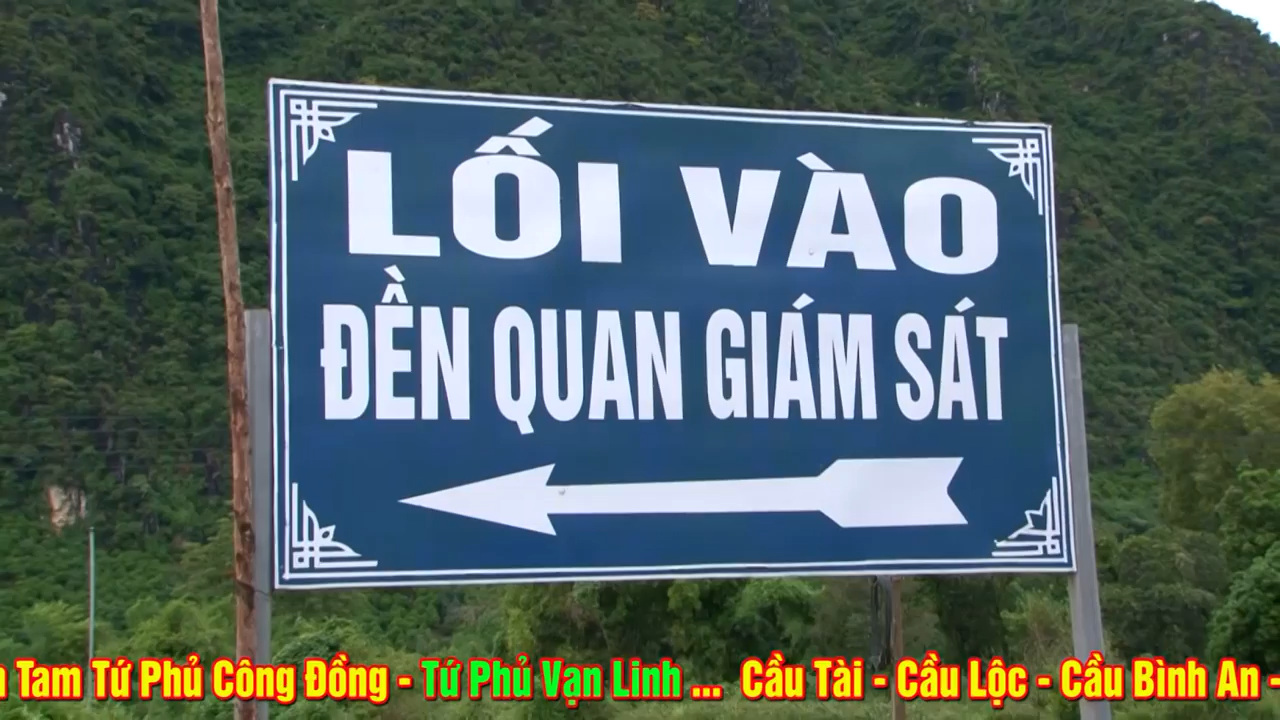 LỐI VÀO
ĐỀN QUAN GIÁM SÁT
Tam Tứ Phủ Công Đồng - Tứ Phủ Vạn Linh ... Cầu Tài - Cầu Lộc - Cầu Bình An -